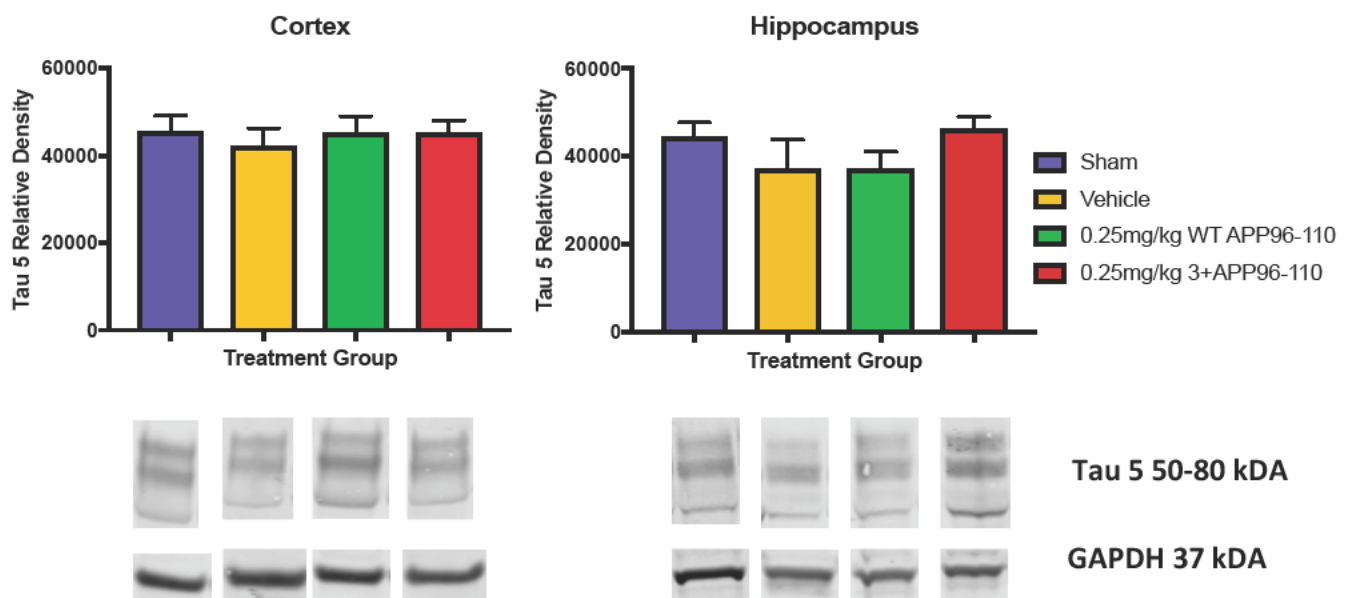 Cortex
60000
40000
20000
0
Tau 5 Relative Density
Treatment Group
Hippocampus
60000
40000
20000
0
Tau 5 Relative Density
Treatment Group
Sham
Vehicle
0.25mg/kg WT APP96-110
0.25mg/kg 3+APP96-110
Tau 5 50-80 kDA
GAPDH 37 kDA